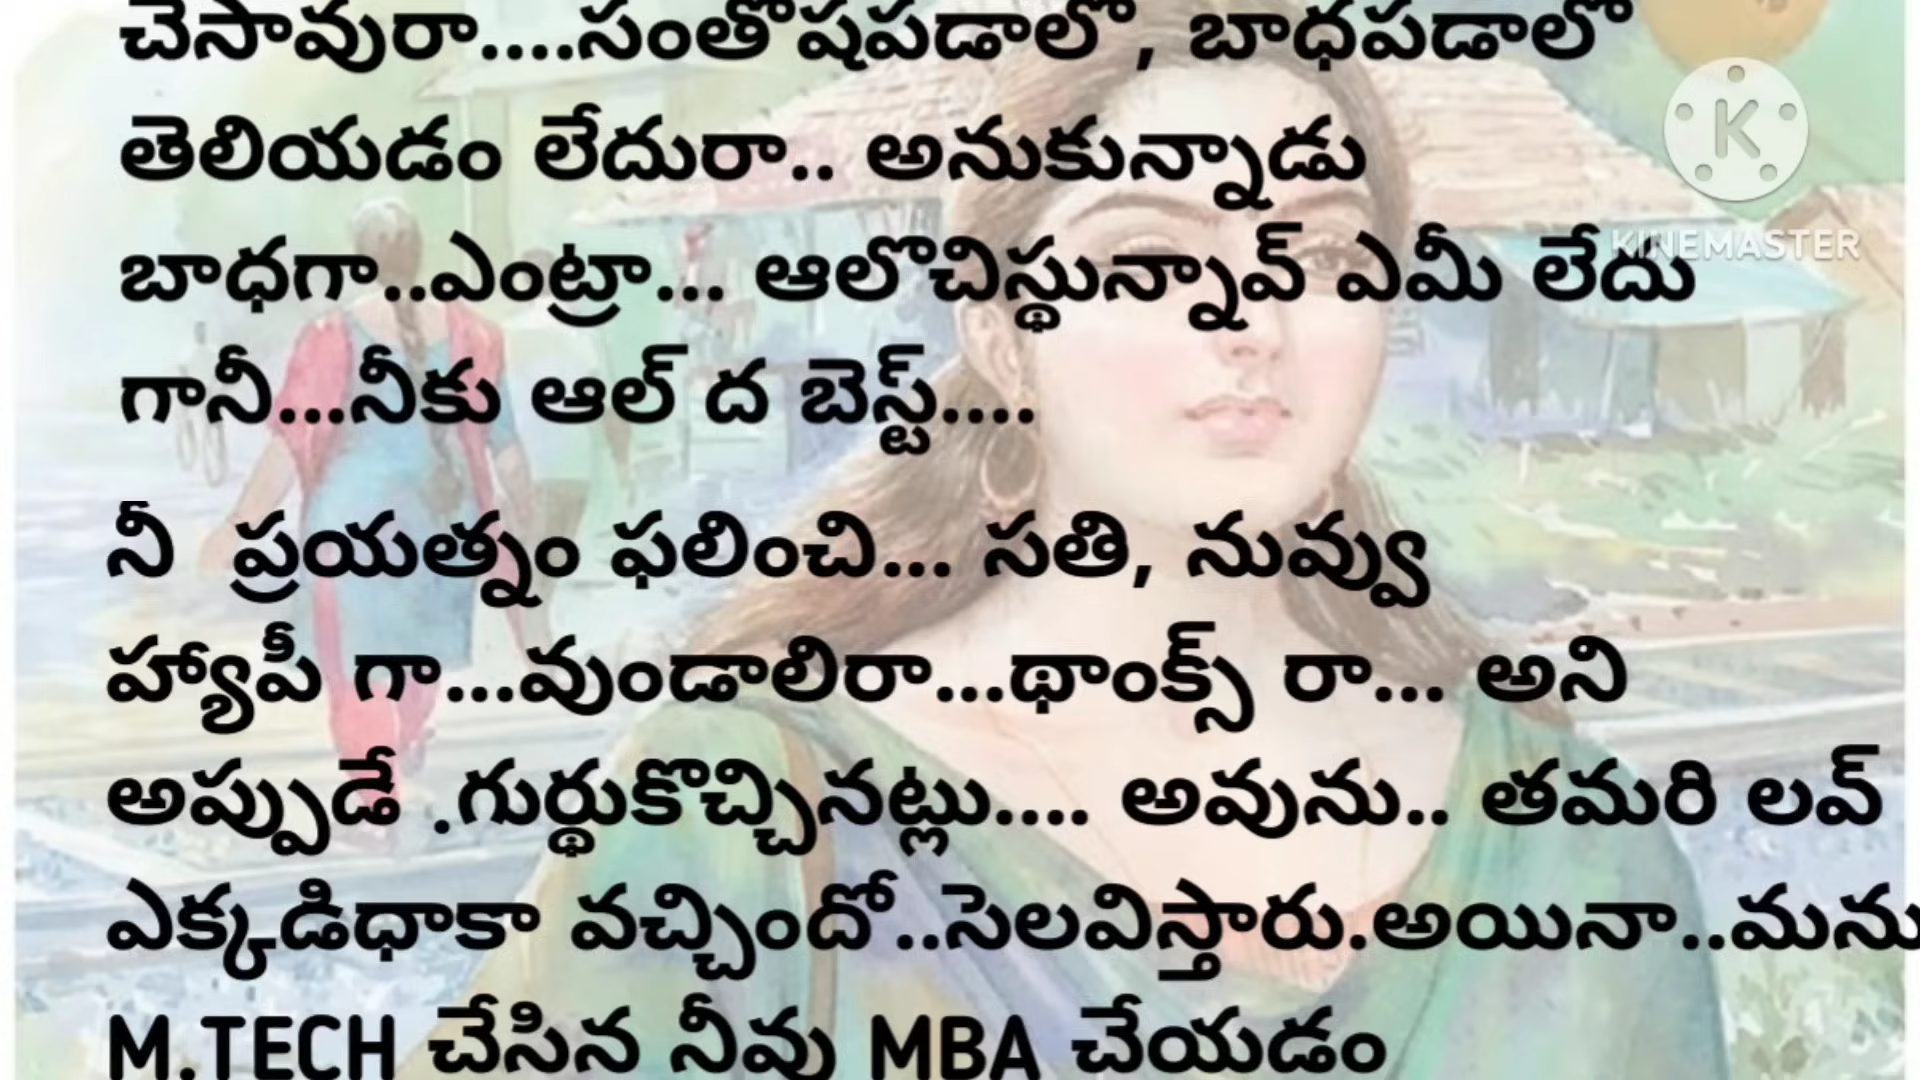 చేసావురా....సంతోషపడాలో, బాధపడాలో
తెలియడం లేదురా.. అనుకున్నాడు
బాధగా..ఎంట్రా... ఆలొచిస్థున్నావ్ ఎమీ లేదు
గానీ...నీకు ఆల్ ద బెస్ట్....
నీ ప్రయత్నం ఫలించి... సతి, నువ్వు
హ్యాపీ గా...వుండాలిరా...థాంక్స్ రా... అని
అప్పుడే .గుర్థుకొచ్చినట్లు.... అవును.. తమరి లవ్
ఎక్కడిధాకా వచ్చిందో..సెలవిస్తారు.అయినా..మను
M.TECH చేసిన నీవు MBA చేయడం
K
KINEMASTER